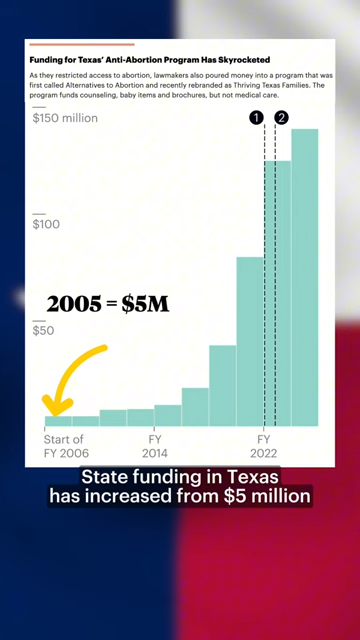 Funding for Texas' Anti-Abortion Program Has Skyrocketed
As they restricted access to abortion, lawmakers also poured money into a program that was
first called Alternatives to Abortion and recently rebranded as Thriving Texas Families. The
program funds counseling, baby items and brochures, but not medical care.
$150 million
1 2
$100
2005 = $5M
$50
Start of
FY 2006
FY
2014
FY
2022
State funding in Texas
has increased from $5 million